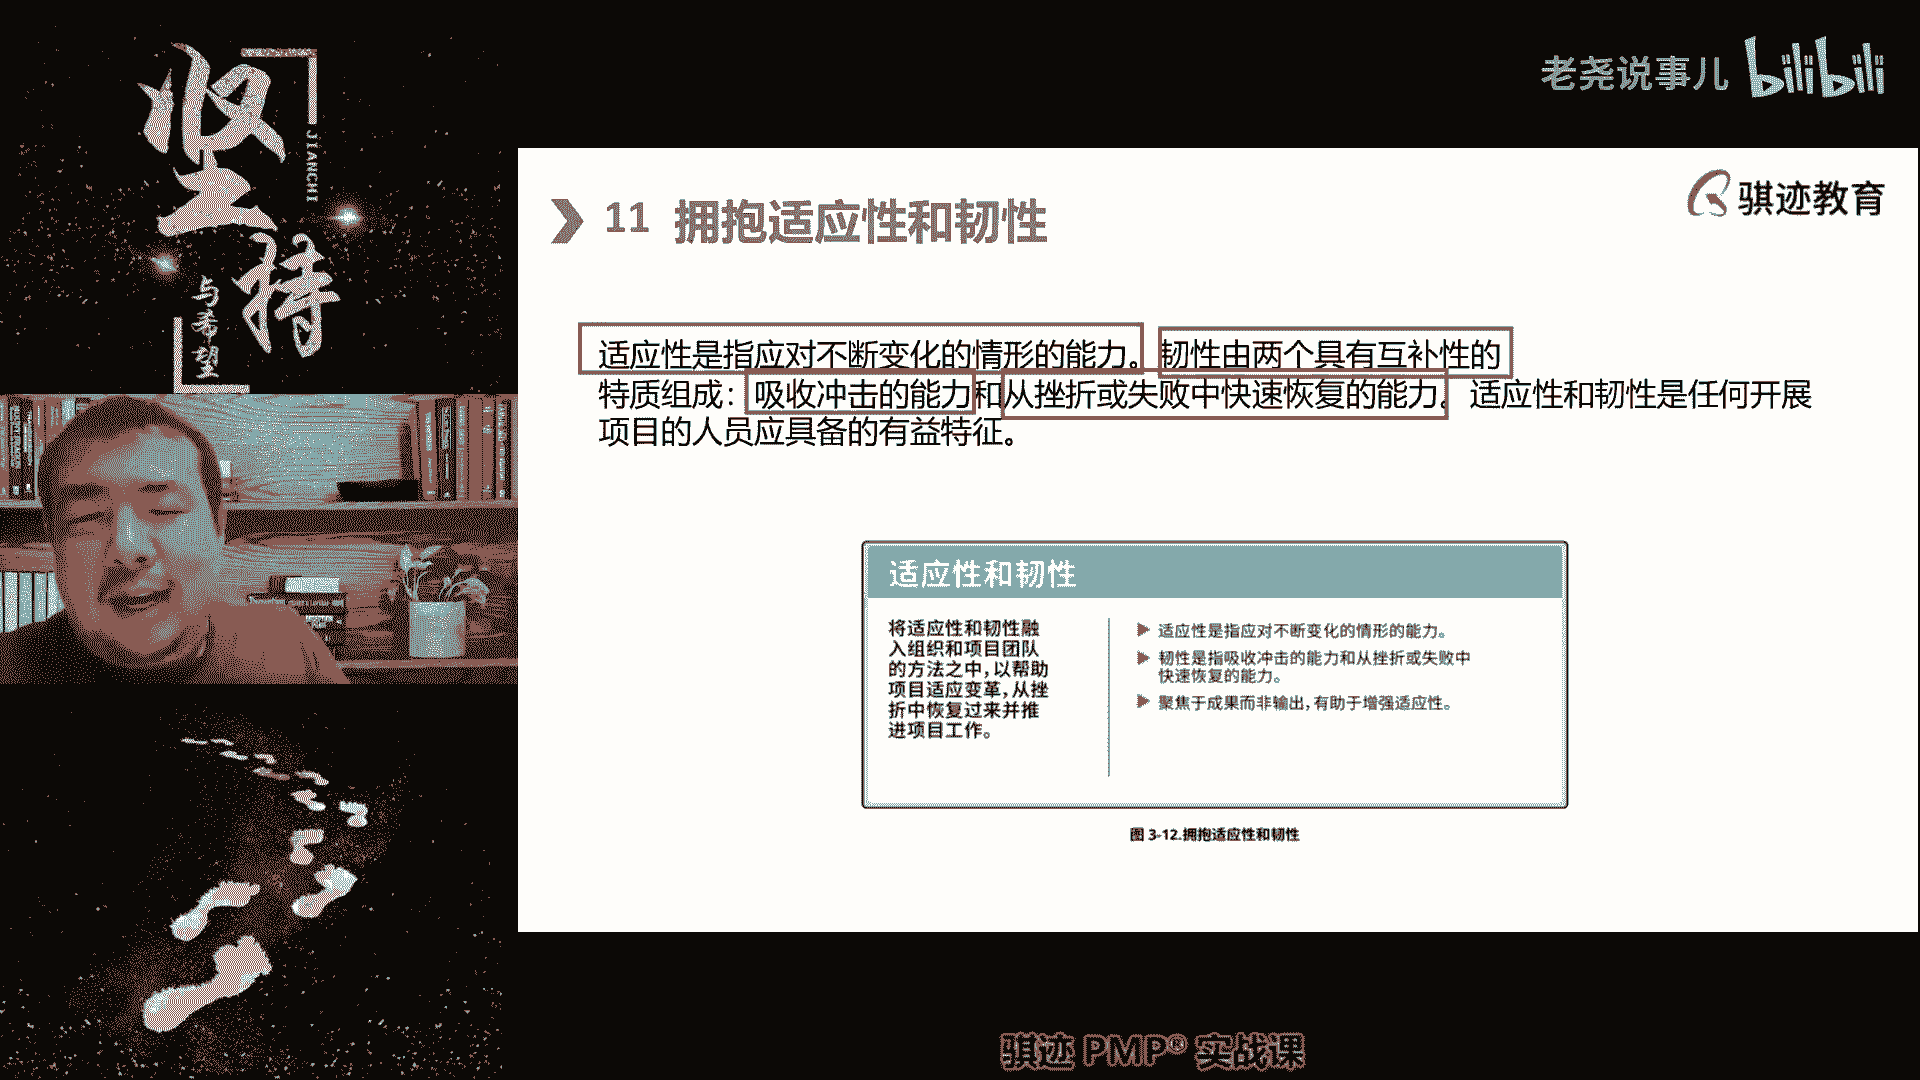 坚持
JIANCHI
与希望
老尧说事儿 bilibili
骐迹教育
11 拥抱适应性和韧性
适应性是指应对不断变化的情形的能力。韧性由两个具有互补性的
特质组成：吸收冲击的能力和从挫折或失败中快速恢复的能力。适应性和韧性是任何开展
项目的人员应具备的有益特征。
适应性和韧性
将适应性和韧性融
入组织和项目团队
的方法之中，以帮助
项目适应变革，从挫
折中恢复过来并推
进项目工作。
适应性是指应对不断变化的情形的能力。
韧性是指吸收冲击的能力和从挫折或失败中
快速恢复的能力。
聚焦于成果而非输出，有助于增强适应性。
图 3-12.拥抱适应性和韧性
骐迹 PMP® 实战课